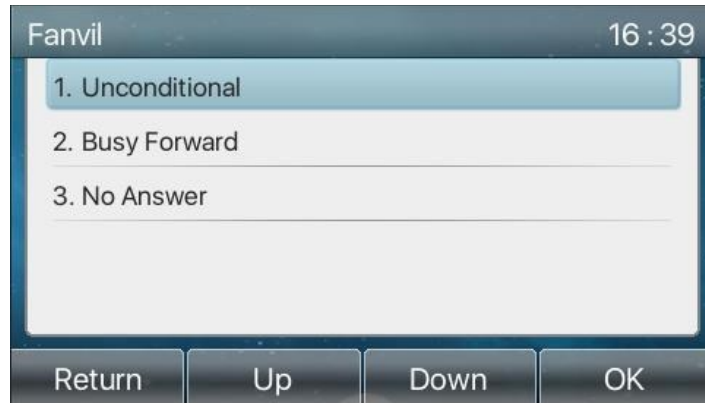 Fanvil 16 : 39
1. Unconditional
2. Busy Forward
3. No Answer
Return Up Down OK